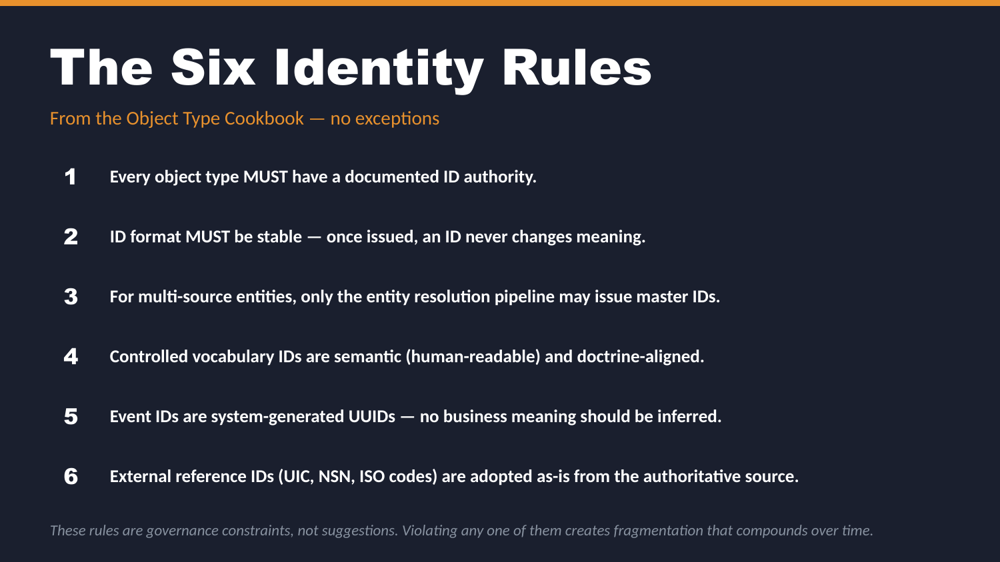 The Six Identity Rules
From the Object Type Cookbook — no exceptions
1 Every object type MUST have a documented ID authority.
2 ID format MUST be stable — once issued, an ID never changes meaning.
3 For multi-source entities, only the entity resolution pipeline may issue master IDs.
4 Controlled vocabulary IDs are semantic (human-readable) and doctrine-aligned.
5 Event IDs are system-generated UUIDs — no business meaning should be inferred.
6 External reference IDs (UIC, NSN, ISO codes) are adopted as-is from the authoritative source.
These rules are governance constraints, not suggestions. Violating any one of them creates fragmentation that compounds over time.